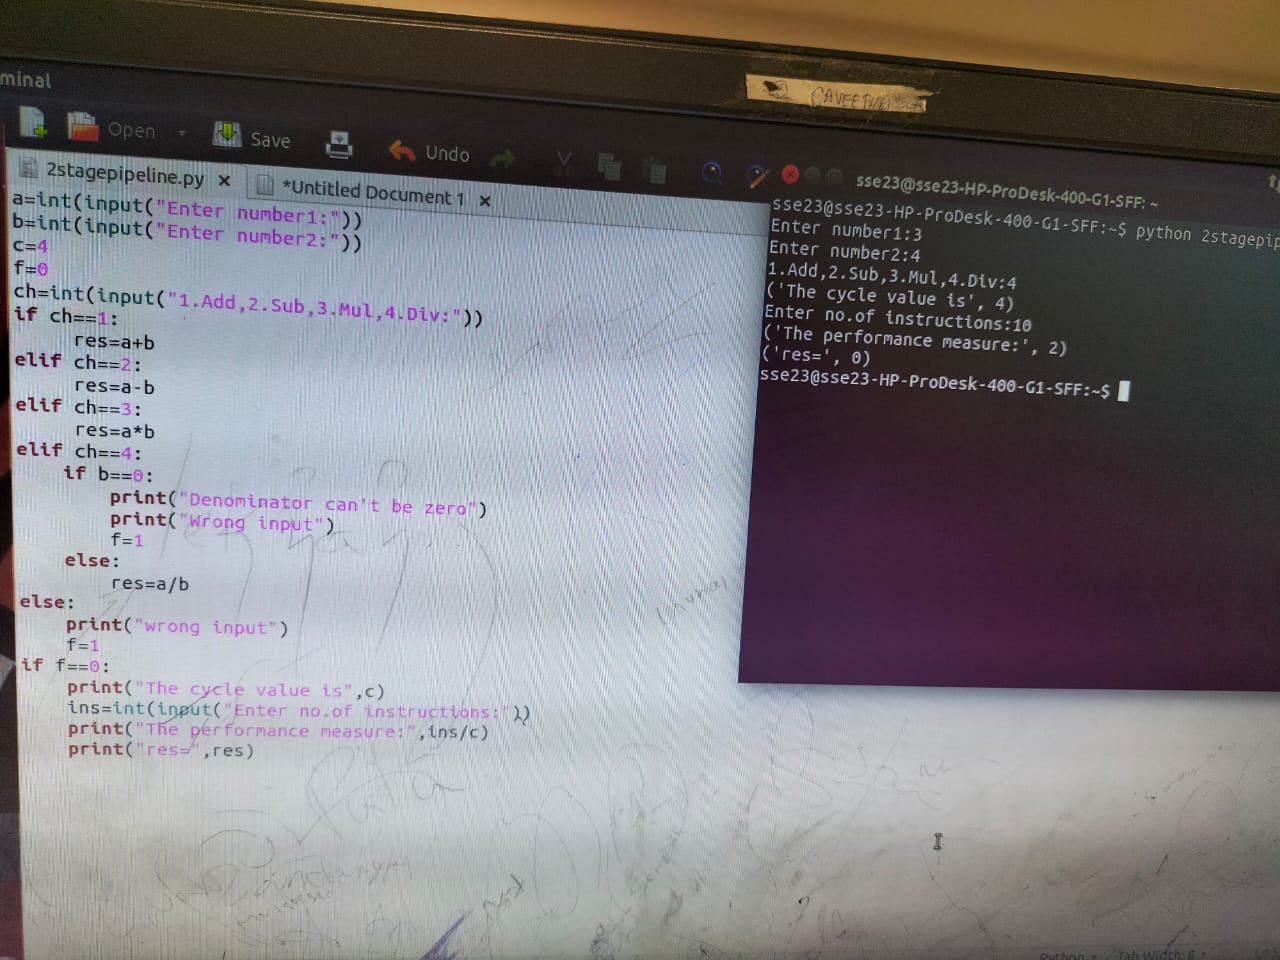 minal
Open
Save
Undo
2stagepipeline.py x
*Untitled Document 1 x
a=int(input("Enter number1:"))
b=int(input("Enter number2:"))
c=4
f=0
ch=int(input("1.Add,2.Sub,3.Mul,4.Div:"))
if ch==1:
res=a+b
elif ch==2:
res=a-b
elif ch==3:
res=a*b
elif ch==4:
if b==0:
print("Denominator can't be zero")
print("Wrong input")
f=1
else:
res=a/b
else:
print("wrong input")
f=1
if f==0:
print("The cycle value is",c)
ins=int(input("Enter no.of instructions:"))
print("The performance measure:",ins/c)
print("res=",res)
sse23@sse23-HP-ProDesk-400-G1-SFF: ~
sse23@sse23-HP-ProDesk-400-G1-SFF:~$ python 2stagepip
Enter number1:3
Enter number2:4
1.Add,2.Sub,3.Mul,4.Div:4
('The cycle value is', 4)
Enter no.of instructions:10
('The performance measure:', 2)
('res=', 0)
sse23@sse23-HP-ProDesk-400-G1-SFF:~$
Python
Tab Width: 8